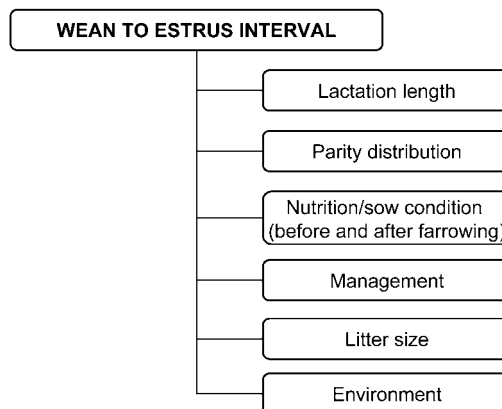 WEAN TO ESTRUS INTERVAL
Lactation length
Parity distribution
Nutrition/sow condition
(before and after farrowing)
Management
Litter size
Environment